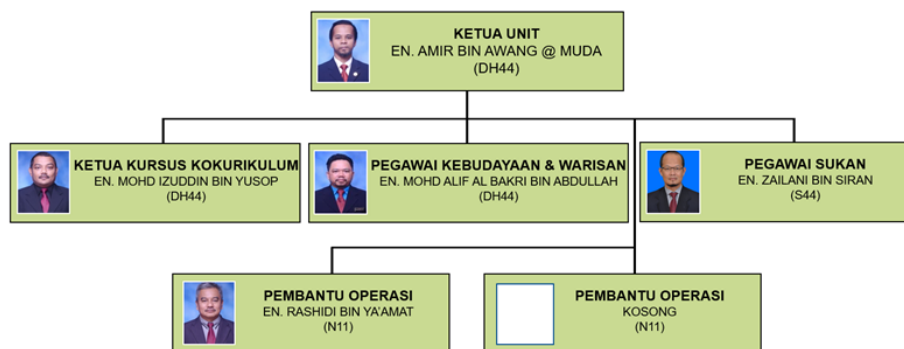 KETUA UNIT
EN. AMIR BIN AWANG @ MUDA
(DH44)
KETUA KURSUS KOKURIKULUM
EN. MOHD IZUDDIN BIN YUSOP
(DH44)
PEGAWAI KEBUDAYAAN & WARISAN
EN. MOHD ALIF AL BAKRI BIN ABDULLAH
(DH44)
PEGAWAI SUKAN
EN. ZAILANI BIN SIRAN
(S44)
PEMBANTU OPERASI
EN. RASHIDI BIN YA'AMAT
(N11)
PEMBANTU OPERASI
KOSONG
(N11)